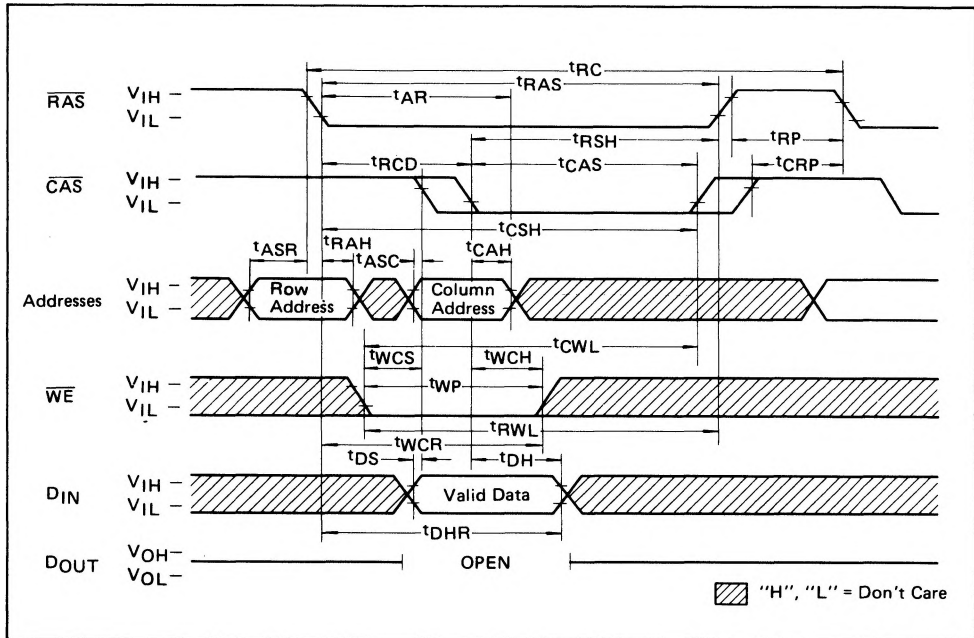 tRC
tRAS
tAR
RAS
VIH
VIL
tRSH
tRP
tRCD
tCAS
tCRP
CAS
VIH
VIL
tCSH
tASR
tRAH
tASC
tCAH
Addresses
VIH
VIL
Row
Address
Column
Address
tCWL
tWCS
tWCH
WE
VIH
VIL
tWP
tRWL
tWCR
tDS
tDH
DIN
VIH
VIL
Valid Data
tDHR
DOUT
VOH
VOL
OPEN
"H", "L" = Don't Care